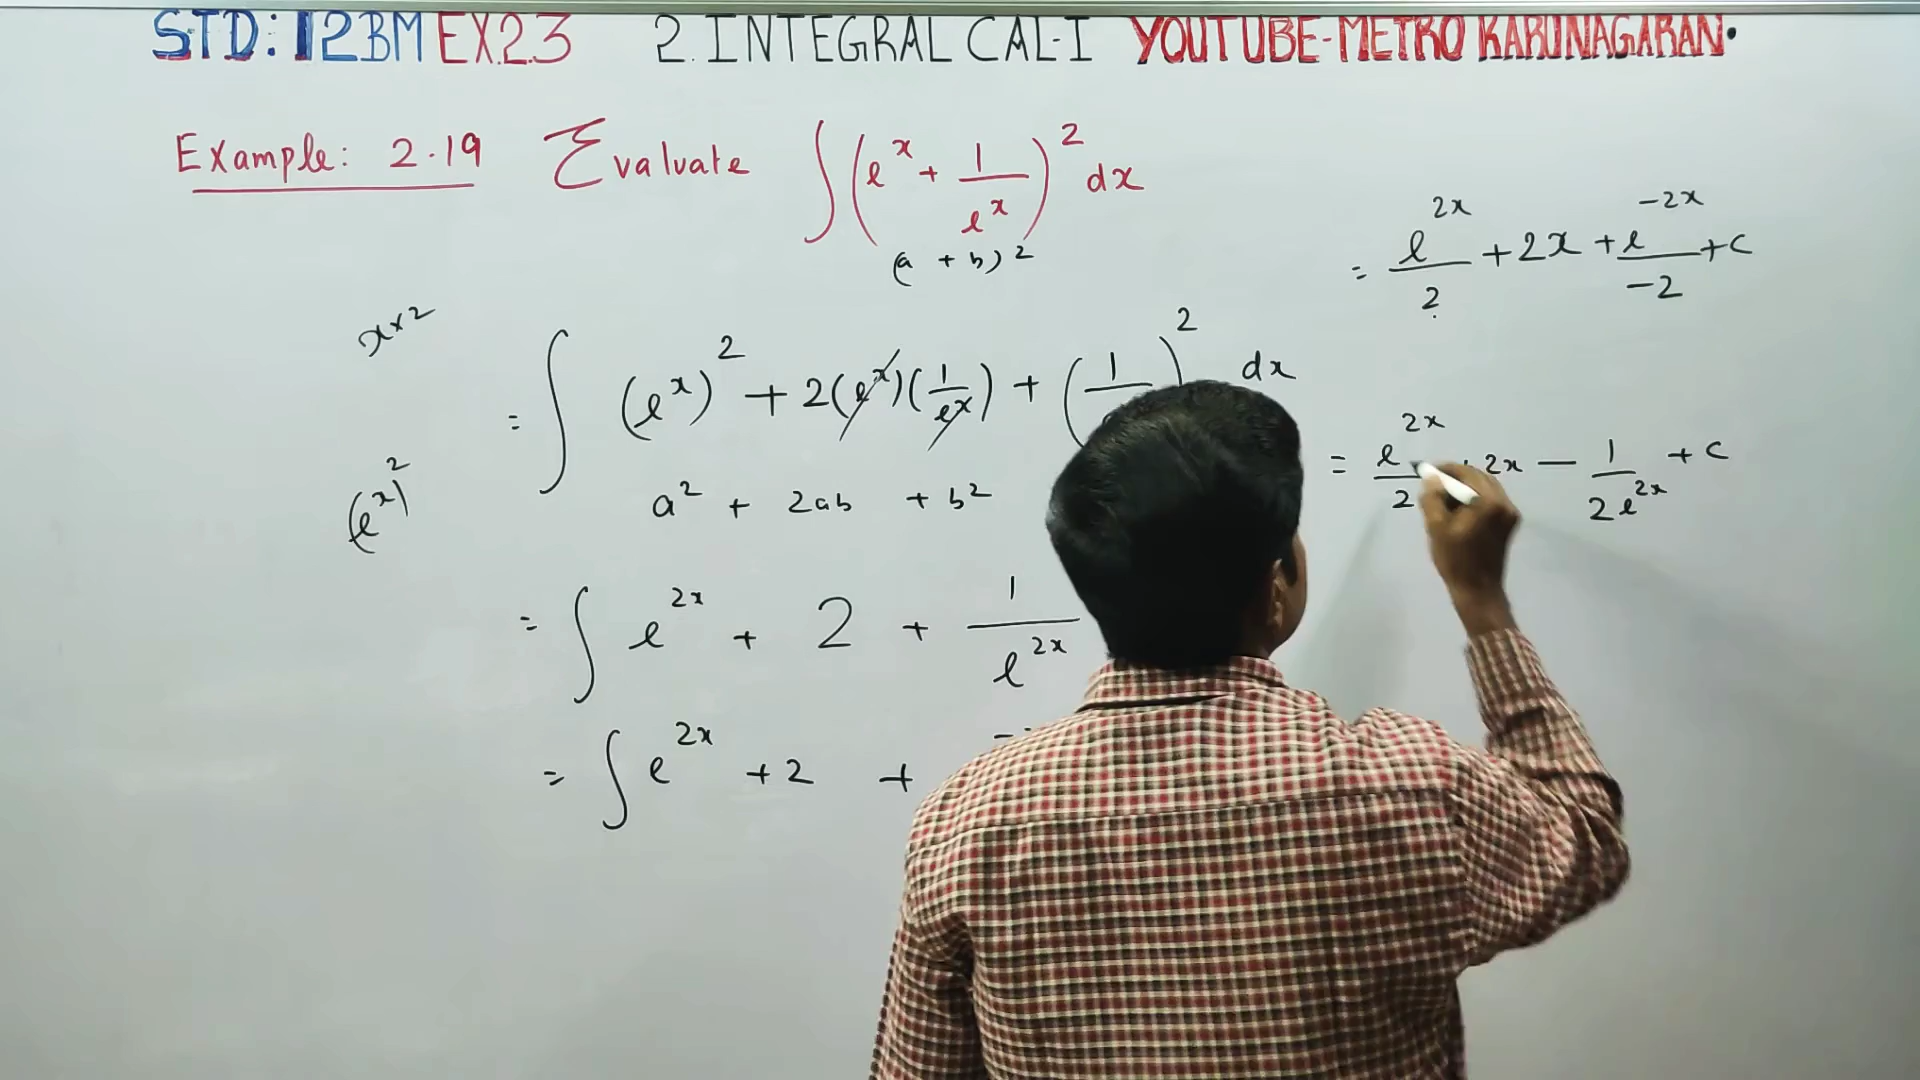 STD: 12BM EX2.3 2. INTEGRAL CAL-I YOUTUBE-METRO KARUNAGARAN.
Example: 2.19 Evaluate ∫(e^x + 1/e^x)^2 dx
(a + b)^2
x×2
= ∫ (e^x)^2 + 2(e^x)(1/e^x) + (1/ )^2 dx
(e^x)^2
a^2 + 2ab + b^2
= ∫ e^2x + 2 + 1/e^2x
= ∫ e^2x + 2 +
= e^2x/2 + 2x + e^-2x/-2 + c
= e^2x/2 + 2x - 1/2e^2x + c